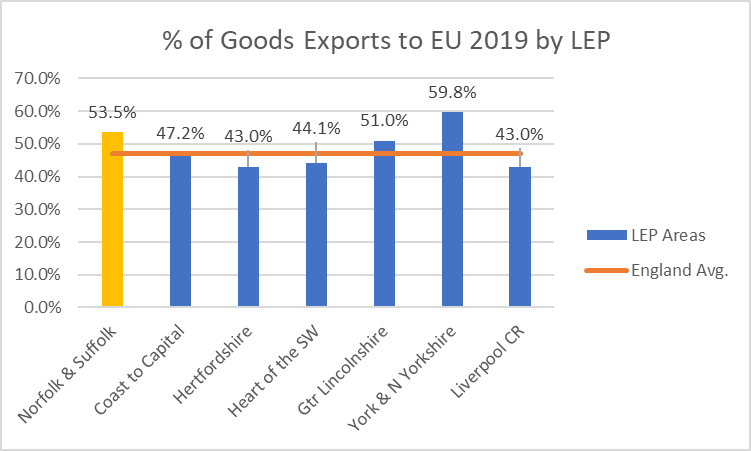 % of Goods Exports to EU 2019 by LEP
70.0%
60.0%
50.0%
40.0%
30.0%
20.0%
10.0%
0.0%
53.5%
47.2%
43.0%
44.1%
51.0%
59.8%
43.0%
Norfolk & Suffolk
Coast to Capital
Hertfordshire
Heart of the SW
Gtr Lincolnshire
York & N Yorkshire
Liverpool CR
LEP Areas
England Avg.